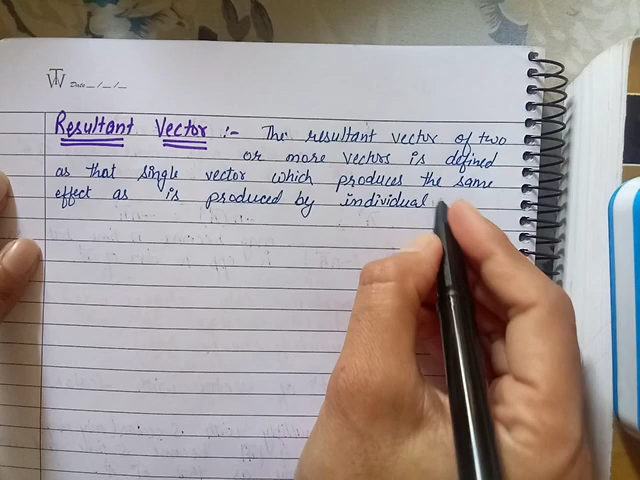 TW Date __/__/__
Resultant Vector :- The resultant vector of two
or more vectors is defined
as that single vector which produces the same
effect as is produced by individual